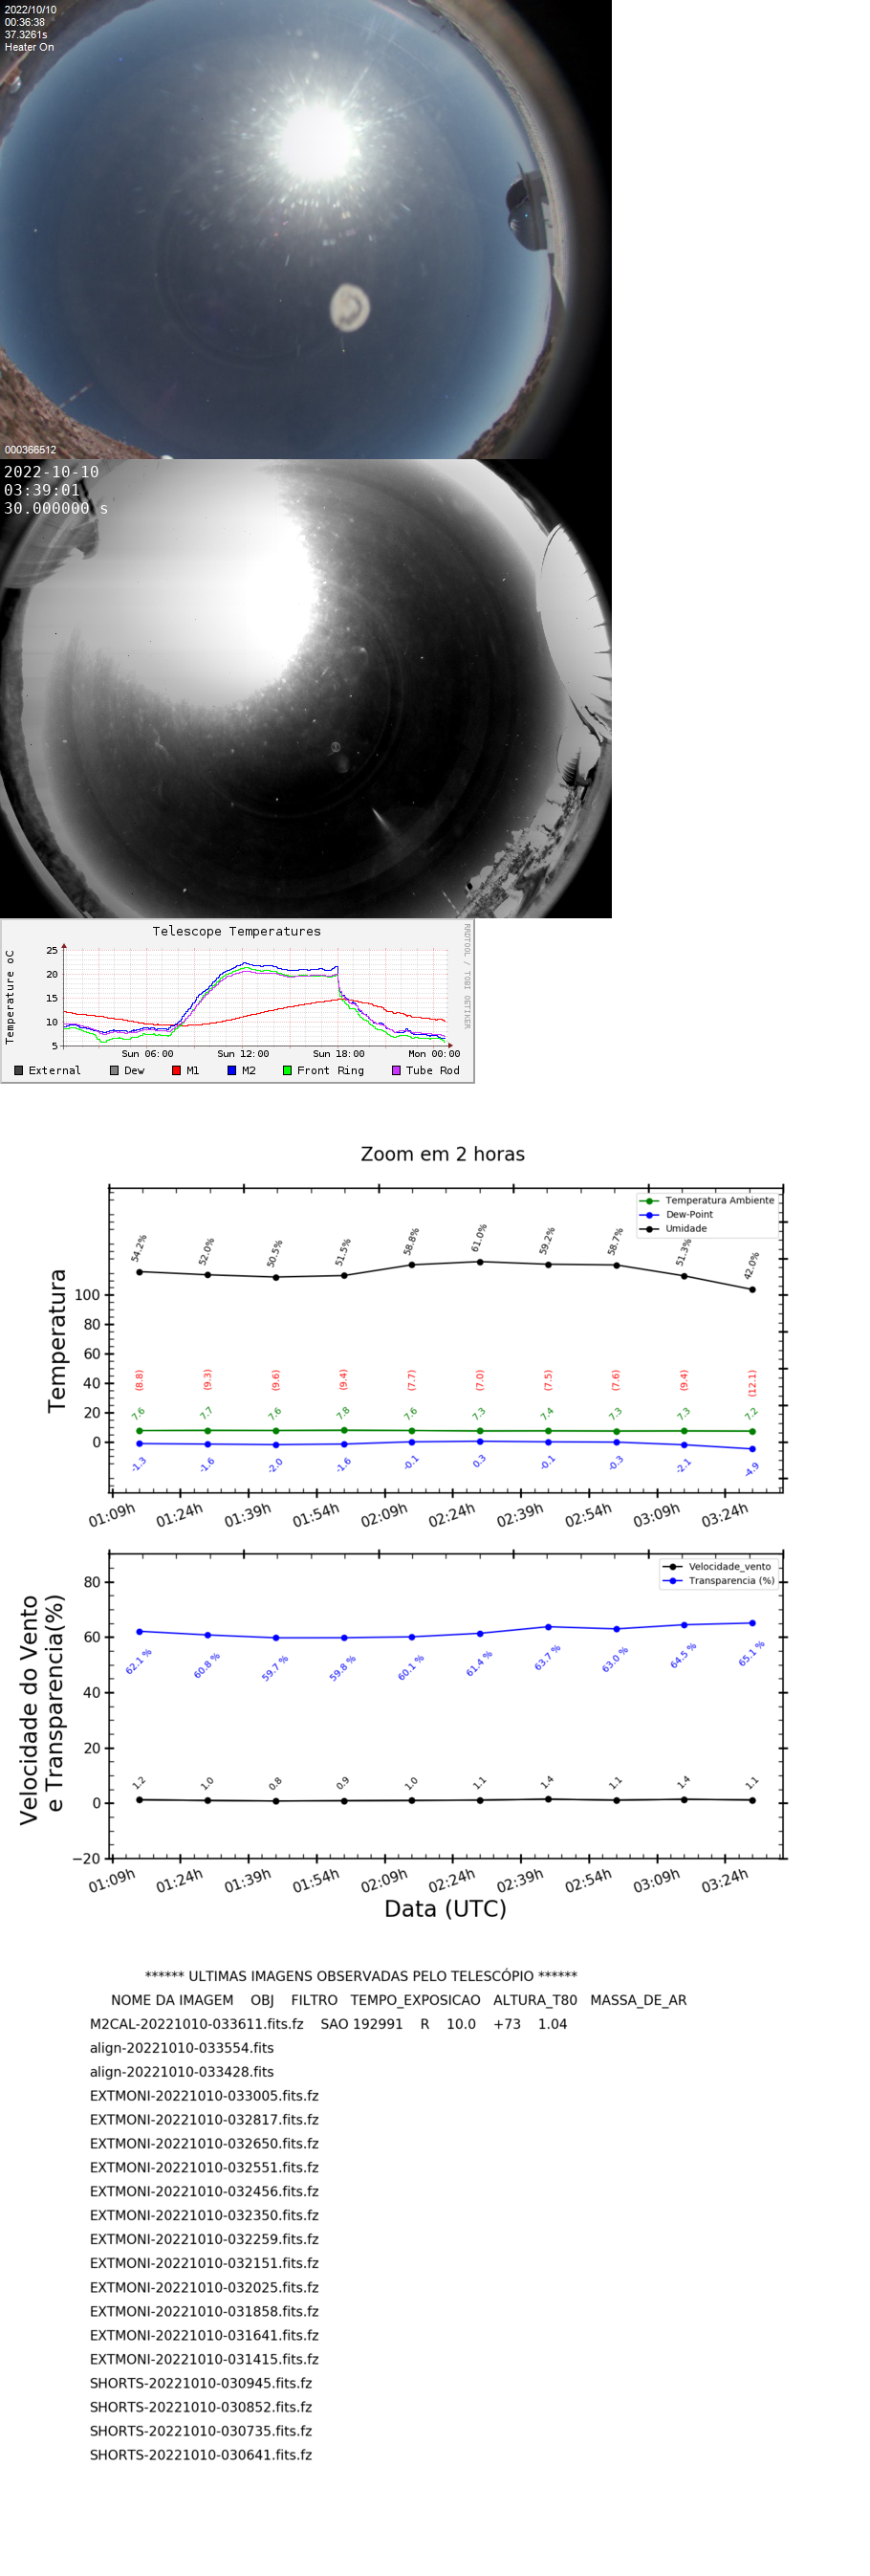 2022/10/10
00:36:38
37.3261s
Heater On
000366512
2022-10-10
03:39:01
30.000000 s
Telescope Temperatures
RRDTOOL / TOBI OETIKER
Temperature oC
25
20
15
10
5
Sun 06:00 Sun 12:00 Sun 18:00 Mon 00:00
External Dew M1 M2 Front Ring Tube Rod
Zoom em 2 horas
Temperatura Ambiente
Dew-Point
Umidade
54.2% 52.0% 50.5% 51.5% 58.8% 61.0% 59.2% 58.7% 51.3% 42.0%
Temperatura
100
80
60
40
20
0
(8.8) (9.3) (9.6) (9.4) (7.7) (7.0) (7.5) (7.6) (9.4) (12.1)
7.6 7.7 7.6 7.8 7.6 7.3 7.4 7.3 7.3 7.2
-1.3 -1.6 -2.0 -1.6 -0.1 0.3 -0.1 -0.3 -2.1 -4.9
01:09h 01:24h 01:39h 01:54h 02:09h 02:24h 02:39h 02:54h 03:09h 03:24h
Velocidade_vento
Transparencia (%)
Velocidade do Vento
e Transparencia(%)
80
60
40
20
0
−20
62.1 % 60.8 % 59.7 % 59.8 % 60.1 % 61.4 % 63.7 % 63.0 % 64.5 % 65.1 %
1.2 1.0 0.8 0.9 1.0 1.1 1.4 1.1 1.4 1.1
01:09h 01:24h 01:39h 01:54h 02:09h 02:24h 02:39h 02:54h 03:09h 03:24h
Data (UTC)
****** ULTIMAS IMAGENS OBSERVADAS PELO TELESCÓPIO ******
NOME DA IMAGEM OBJ FILTRO TEMPO_EXPOSICAO ALTURA_T80 MASSA_DE_AR
M2CAL-20221010-033611.fits.fz SAO 192991 R 10.0 +73 1.04
align-20221010-033554.fits
align-20221010-033428.fits
EXTMONI-20221010-033005.fits.fz
EXTMONI-20221010-032817.fits.fz
EXTMONI-20221010-032650.fits.fz
EXTMONI-20221010-032551.fits.fz
EXTMONI-20221010-032456.fits.fz
EXTMONI-20221010-032350.fits.fz
EXTMONI-20221010-032259.fits.fz
EXTMONI-20221010-032151.fits.fz
EXTMONI-20221010-032025.fits.fz
EXTMONI-20221010-031858.fits.fz
EXTMONI-20221010-031641.fits.fz
EXTMONI-20221010-031415.fits.fz
SHORTS-20221010-030945.fits.fz
SHORTS-20221010-030852.fits.fz
SHORTS-20221010-030735.fits.fz
SHORTS-20221010-030641.fits.fz